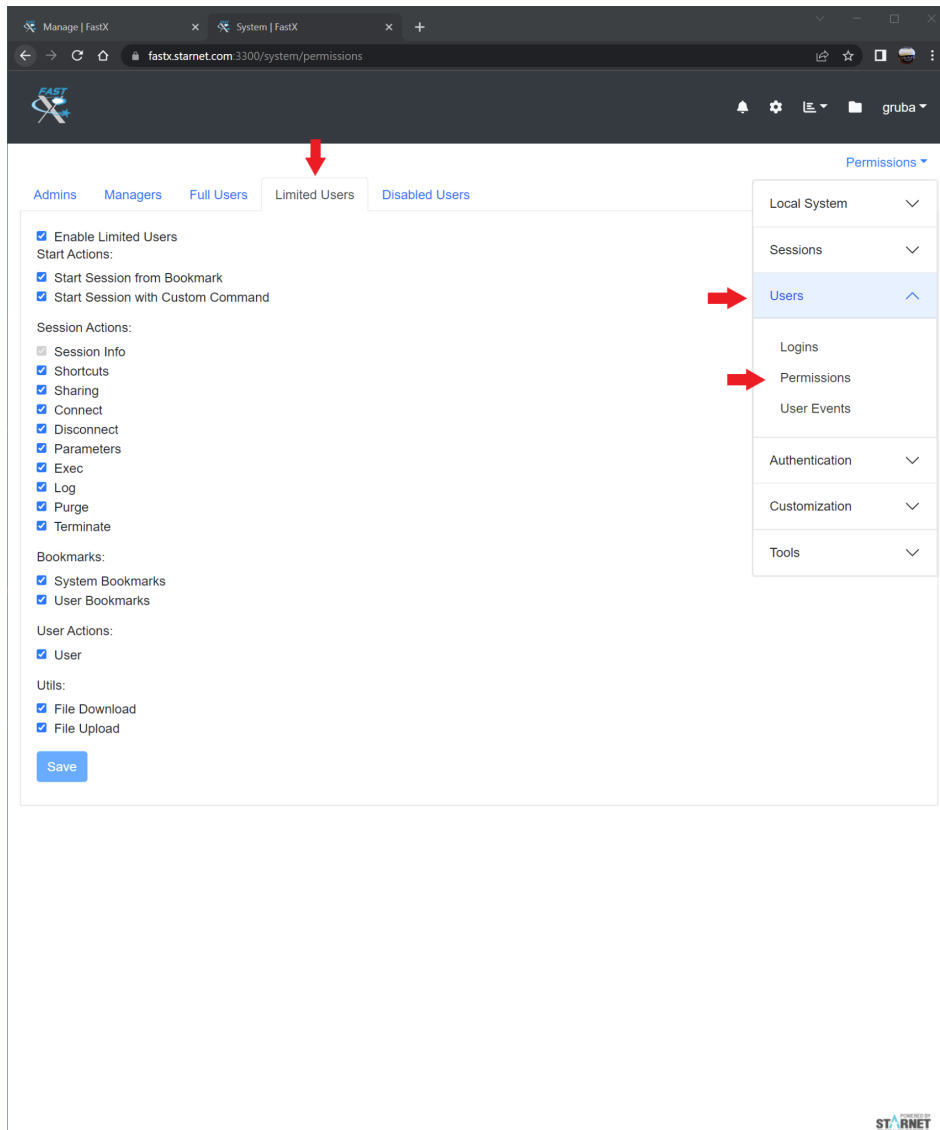 Manage | FastX
System | FastX
fastx.starnet.com:3300/system/permissions
FAST
gruba
Permissions
Admins Managers Full Users Limited Users Disabled Users
Enable Limited Users
Start Actions:
Start Session from Bookmark
Start Session with Custom Command
Session Actions:
Session Info
Shortcuts
Sharing
Connect
Disconnect
Parameters
Exec
Log
Purge
Terminate
Bookmarks:
System Bookmarks
User Bookmarks
User Actions:
User
Utils:
File Download
File Upload
Save
Local System
Sessions
Users
Logins
Permissions
User Events
Authentication
Customization
Tools
POWERED BY
STARNET